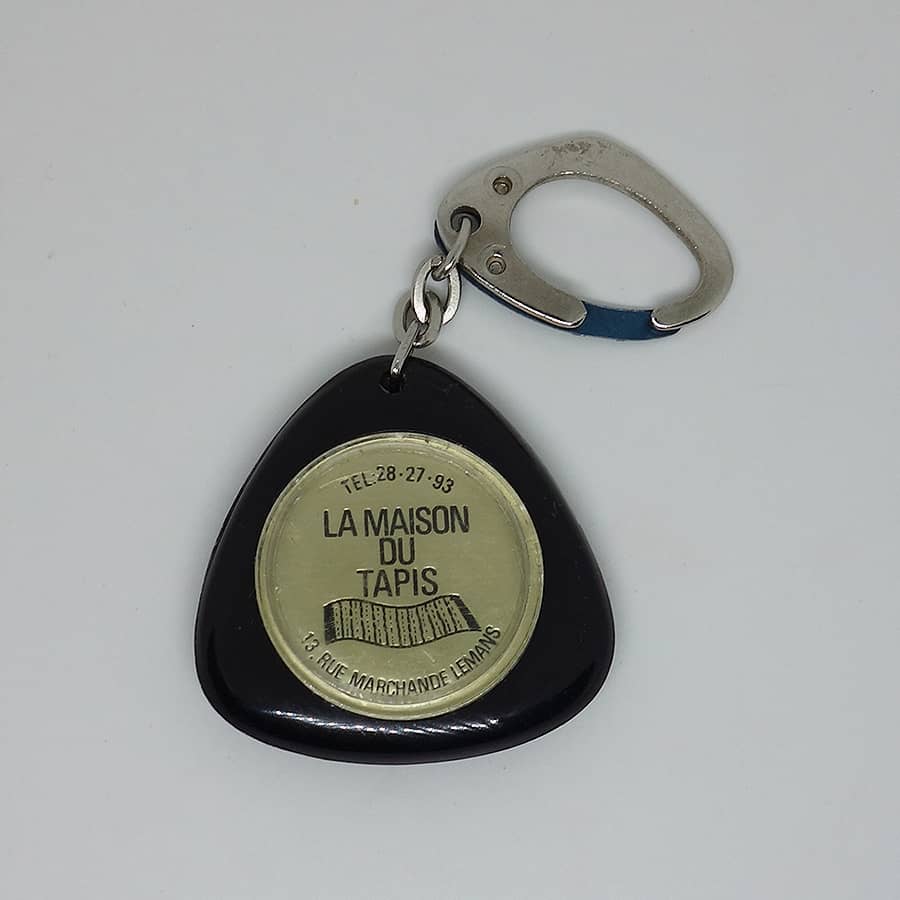 TEL:28·27·93
LA MAISON
DU
TAPIS
13. RUE MARCHANDE LEMANS